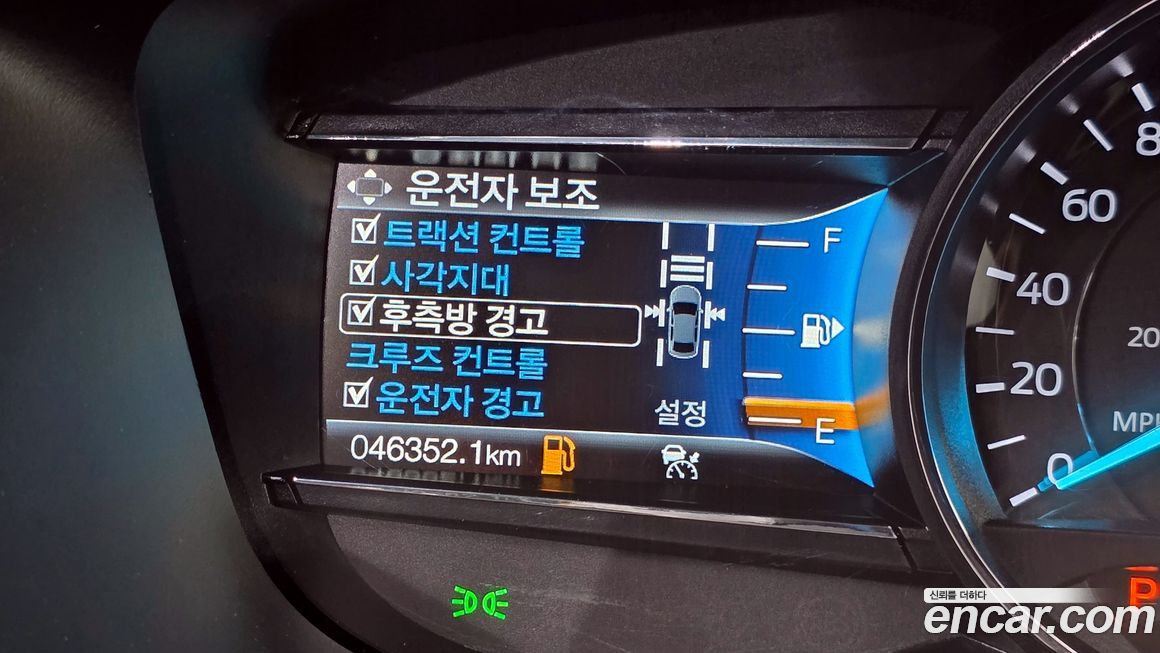 운전자 보조
트랙션 컨트롤
사각지대
후측방 경고
크루즈 컨트롤
운전자 경고
설정
046352.1km
F
E
8
60
40
20
0
20
MPH
P
신뢰를 더하다
encar.com